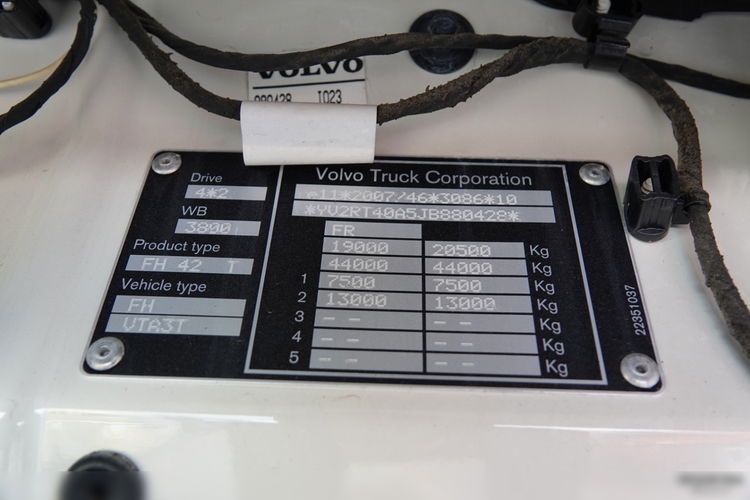 VOLVO
880428 I023
Volvo Truck Corporation
Drive
4*2
WB
3800
Product type
FH 42 T
Vehicle type
FH
VTA3T
e11*2007/46*3086*10
*YV2RT40A5JB880428*
FR
19000 20500 Kg
44000 44000 Kg
1 7500 7500 Kg
2 13000 13000 Kg
3 -- -- Kg
4 -- -- Kg
5 -- -- Kg
22351037